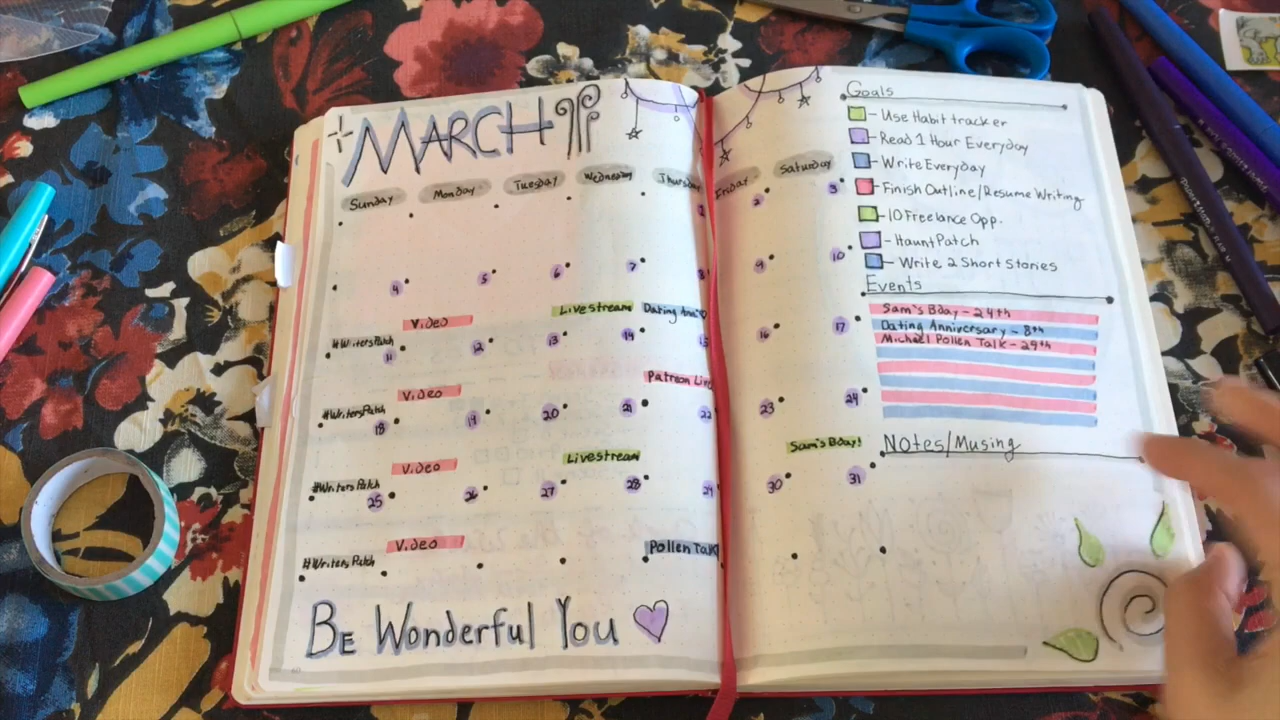 MARCH
Sunday Monday Tuesday Wednesday Thursday Friday Saturday
1 2 3
4 5 6 7 8 9 10
#WritersPatch Video Livestream Dating Anni
11 12 13 14 15 16 17
#WritersPatch Video Patreon Live
18 19 20 21 22 23 24
#WritersPatch Video Livestream Sam's Bday!
25 26 27 28 29 30 31
#WritersPatch Video Pollen Talk
Be Wonderful You
60
Goals
- Use Habit tracker
- Read 1 Hour Everyday
- Write Everyday
- Finish Outline/Resume Writing
- 10 Freelance Opp.
- HauntPatch
- Write 2 Short Stories
Events
Sam's Bday - 24th
Dating Anniversary - 8th
Michael Pollen Talk - 29th
Notes/Musing